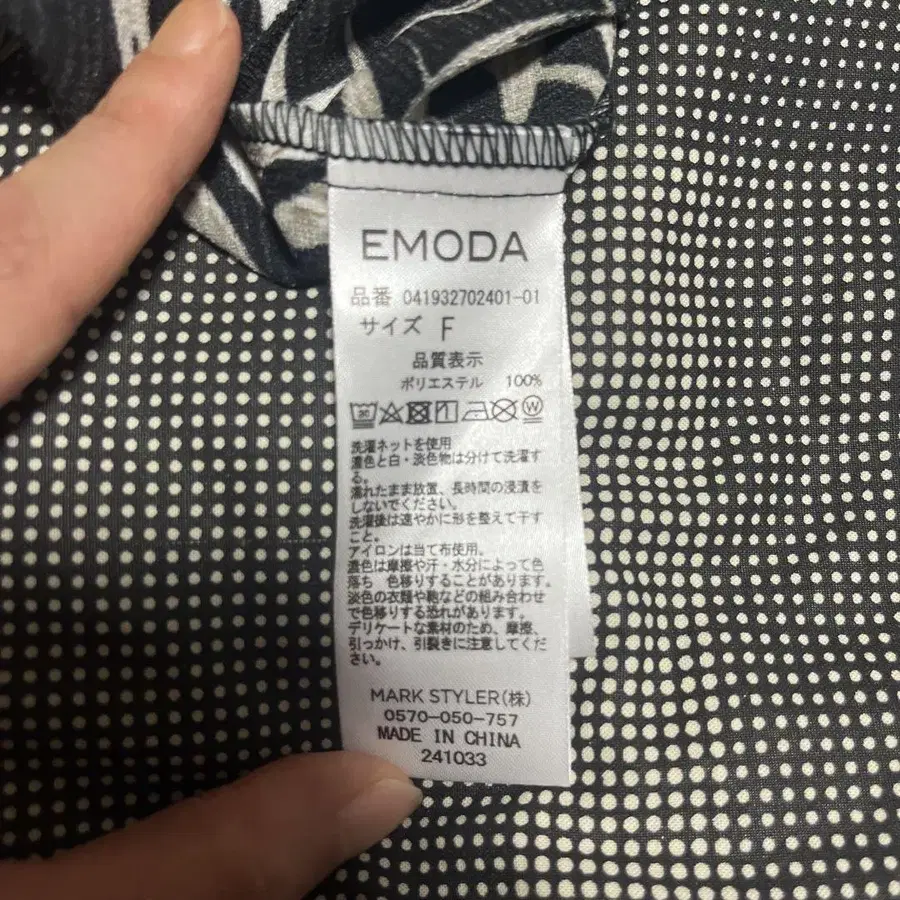 EMODA
品番 041932702401-01
サイズ F
品質表示
ポリエステル 100%
洗濯ネットを使用
濃色と白・淡色物は分けて洗濯す
る。
濡れたまま放置、長時間の浸漬を
しないでください。
洗濯後は速やかに形を整えて干す
こと。
アイロンは当て布使用。
濃色は摩擦や汗・水分によって色
落ち 色移りすることがあります。
淡色の衣類や鞄などの組み合わせ
で色移りする恐れがあります。
デリケートな素材のため、摩擦、
引っかけ、引裂きに注意してくだ
さい。
MARK STYLER(株)
0570-050-757
MADE IN CHINA
241033